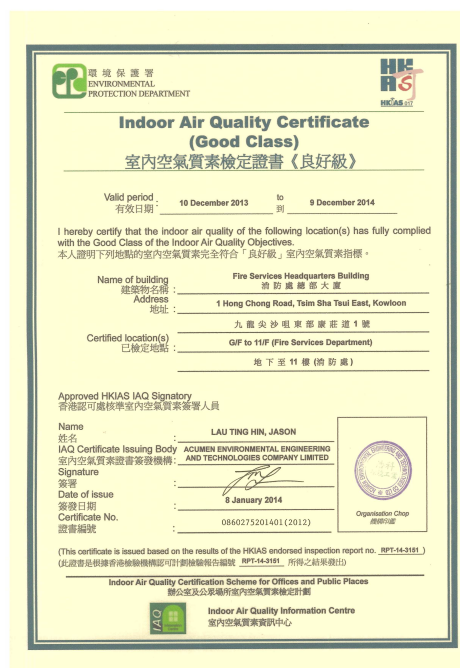 環境保護署
ENVIRONMENTAL
PROTECTION DEPARTMENT
HKAS
HKIAS 017
Indoor Air Quality Certificate
(Good Class)
室內空氣質素檢定證書《良好級》
Valid period : 10 December 2013 to 9 December 2014
有效日期 到
I hereby certify that the indoor air quality of the following location(s) has fully complied
with the Good Class of the Indoor Air Quality Objectives.
本人證明下列地點的室內空氣質素完全符合「良好級」室內空氣質素指標。
Name of building Fire Services Headquarters Building
建築物名稱 : 消防處總部大廈
Address 1 Hong Chong Road, Tsim Sha Tsui East, Kowloon
地址 :
九龍尖沙咀東部康莊道1號
Certified location(s) G/F to 11/F (Fire Services Department)
已檢定地點 :
地下至11樓(消防處)
Approved HKIAS IAQ Signatory
香港認可處核準室內空氣質素簽署人員
Name LAU TING HIN, JASON
姓名 :
IAQ Certificate Issuing Body ACUMEN ENVIRONMENTAL ENGINEERING
室內空氣質素證書簽發機構 : AND TECHNOLOGIES COMPANY LIMITED
Signature
簽署 :
Date of issue 8 January 2014
簽發日期 :
Certificate No. 0860275201401(2012)
證書編號 :
Organisation Chop
機構印鑑
(This certificate is issued based on the results of the HKIAS endorsed inspection report no. RPT-14-3151 )
(此證書是根據香港檢驗機構認可計劃檢驗報告編號 RPT-14-3151 所得之結果發出)
Indoor Air Quality Certification Scheme for Offices and Public Places
辦公室及公眾場所室內空氣質素檢定計劃
IAQ
Indoor Air Quality Information Centre
室內空氣質素資訊中心